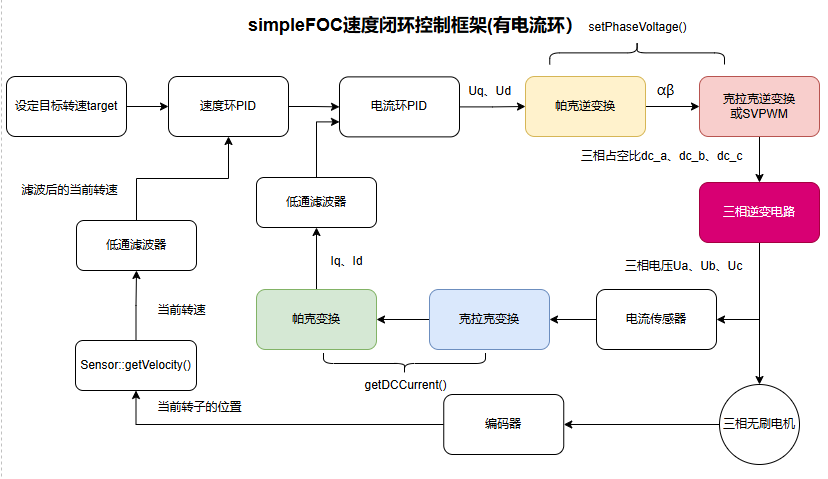 simpleFOC速度闭环控制框架(有电流环）
setPhaseVoltage()
设定目标转速target
速度环PID
电流环PID
Uq、Ud
帕克逆变换
αβ
克拉克逆变换
或SVPWM
三相占空比dc_a、dc_b、dc_c
滤波后的当前转速
低通滤波器
三相逆变电路
低通滤波器
Iq、Id
三相电压Ua、Ub、Uc
当前转速
帕克变换
克拉克变换
电流传感器
Sensor::getVelocity()
getDCCurrent()
当前转子的位置
编码器
三相无刷电机